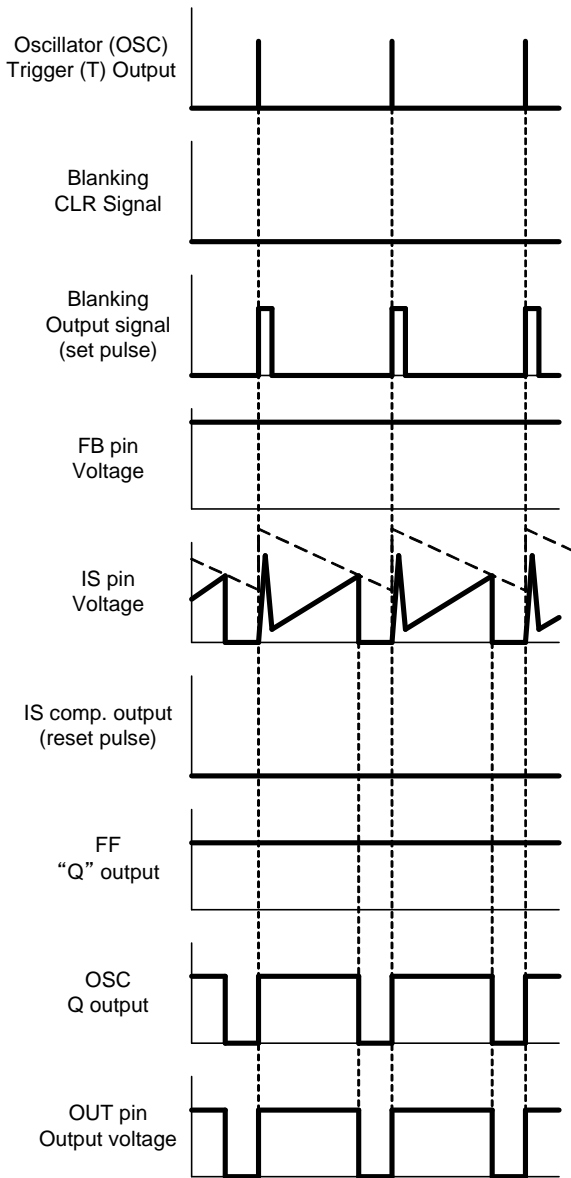 Oscillator (OSC)
Trigger (T) Output
Blanking
CLR Signal
Blanking
Output signal
(set pulse)
FB pin
Voltage
IS pin
Voltage
IS comp. output
(reset pulse)
FF
“Q” output
OSC
Q output
OUT pin
Output voltage